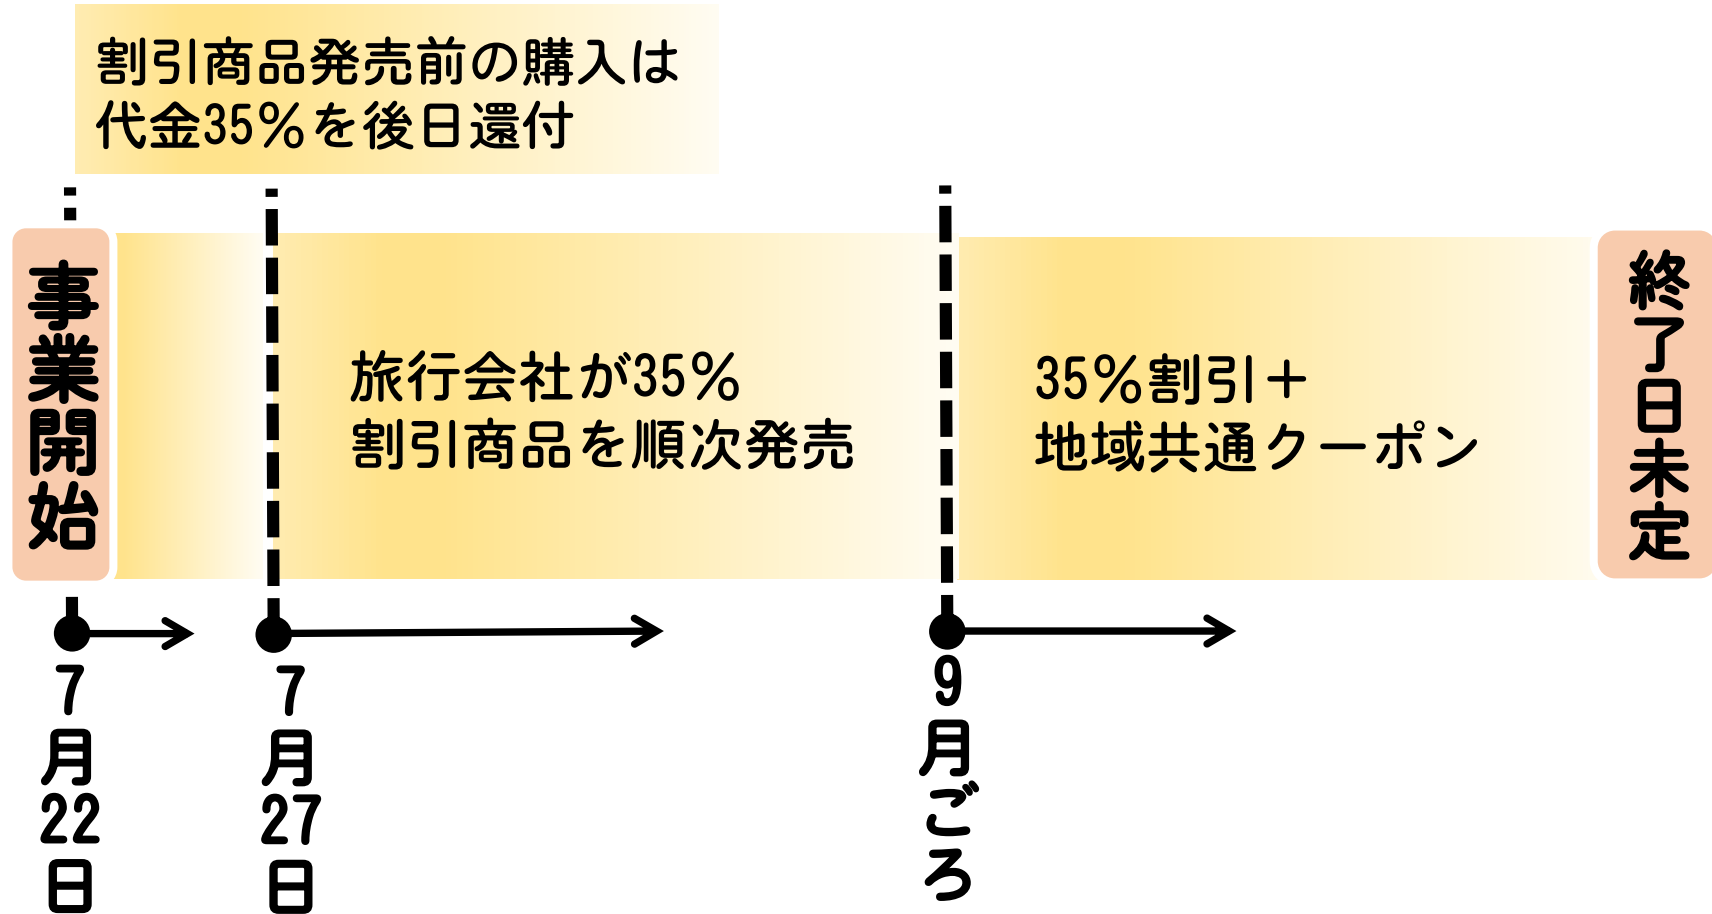 割引商品発売前の購入は
代金35％を後日還付
事業開始
旅行会社が35％
割引商品を順次発売
35％割引＋
地域共通クーポン
終了日未定
7月22日
7月27日
9月ごろ